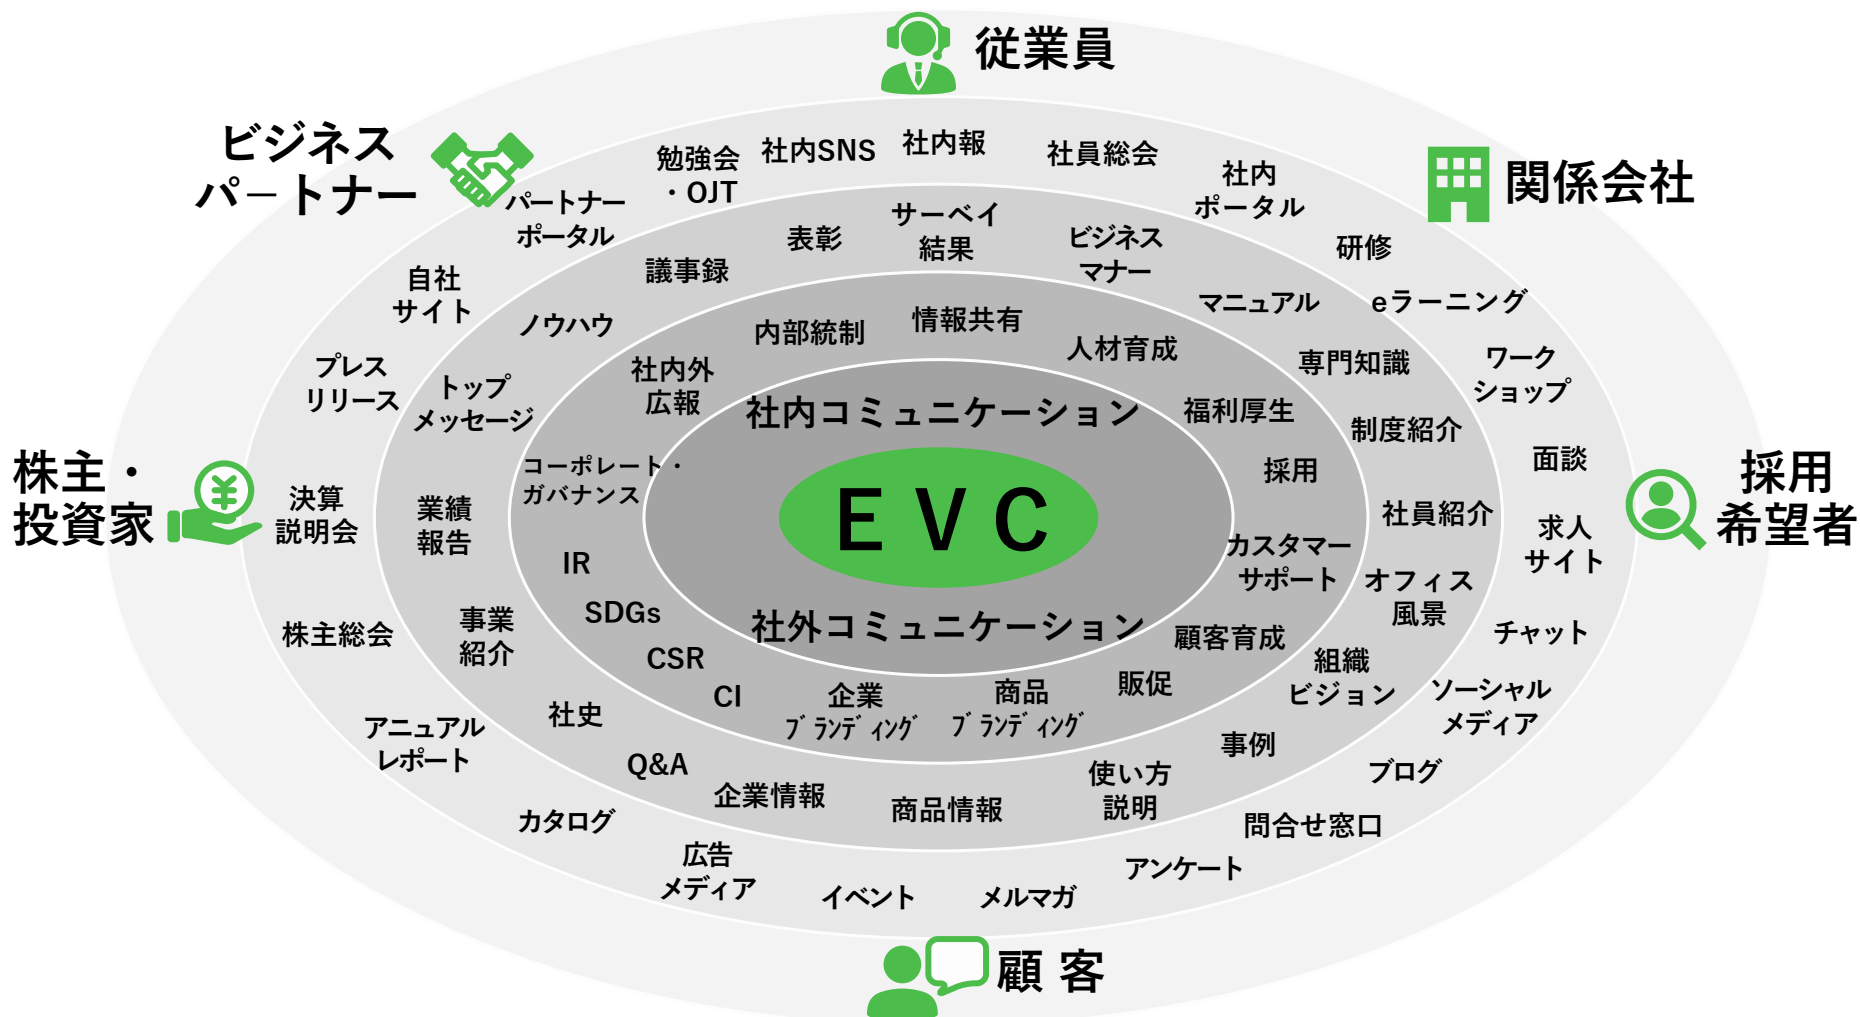 従業員
ビジネス
パートナー
関係会社
株主・
投資家
採用
希望者
顧 客
勉強会
・OJT
社内SNS
社内報
社員総会
社内
ポータル
パートナー
ポータル
研修
自社
サイト
eラーニング
プレス
リリース
ワーク
ショップ
面談
決算
説明会
求人
サイト
株主総会
チャット
アニュアル
レポート
ソーシャル
メディア
ブログ
カタログ
問合せ窓口
広告
メディア
イベント
メルマガ
アンケート
議事録
表彰
サーベイ
結果
ビジネス
マナー
ノウハウ
マニュアル
トップ
メッセージ
専門知識
制度紹介
業績
報告
社員紹介
オフィス
風景
事業
紹介
組織
ビジョン
社史
事例
Q&A
企業情報
商品情報
使い方
説明
内部統制
情報共有
人材育成
社内外
広報
福利厚生
コーポレート・
ガバナンス
採用
IR
カスタマー
サポート
SDGs
顧客育成
CSR
CI
企業
ﾌﾞﾗﾝﾃﾞｨﾝｸﾞ
商品
ﾌﾞﾗﾝﾃﾞｨﾝｸﾞ
販促
社内コミュニケーション
EVC
社外コミュニケーション